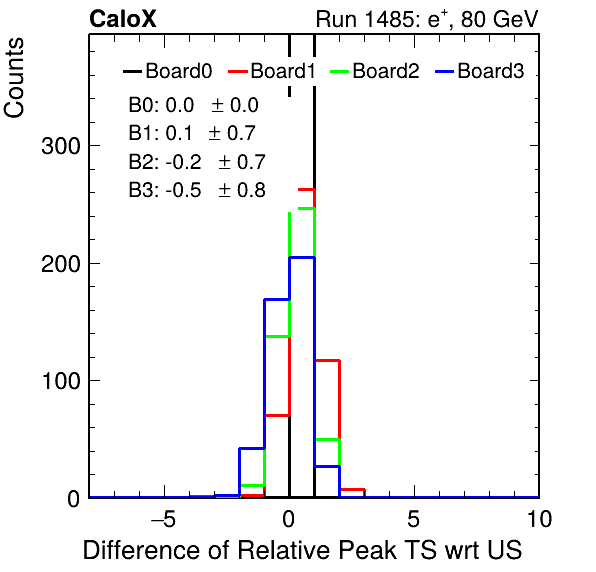 CaloX Run 1485: e+, 80 GeV
Counts
Board0 Board1 Board2 Board3
B0: 0.0 ± 0.0
B1: 0.1 ± 0.7
B2: -0.2 ± 0.7
B3: -0.5 ± 0.8
300
200
100
0
−5 0 5 10
Difference of Relative Peak TS wrt US